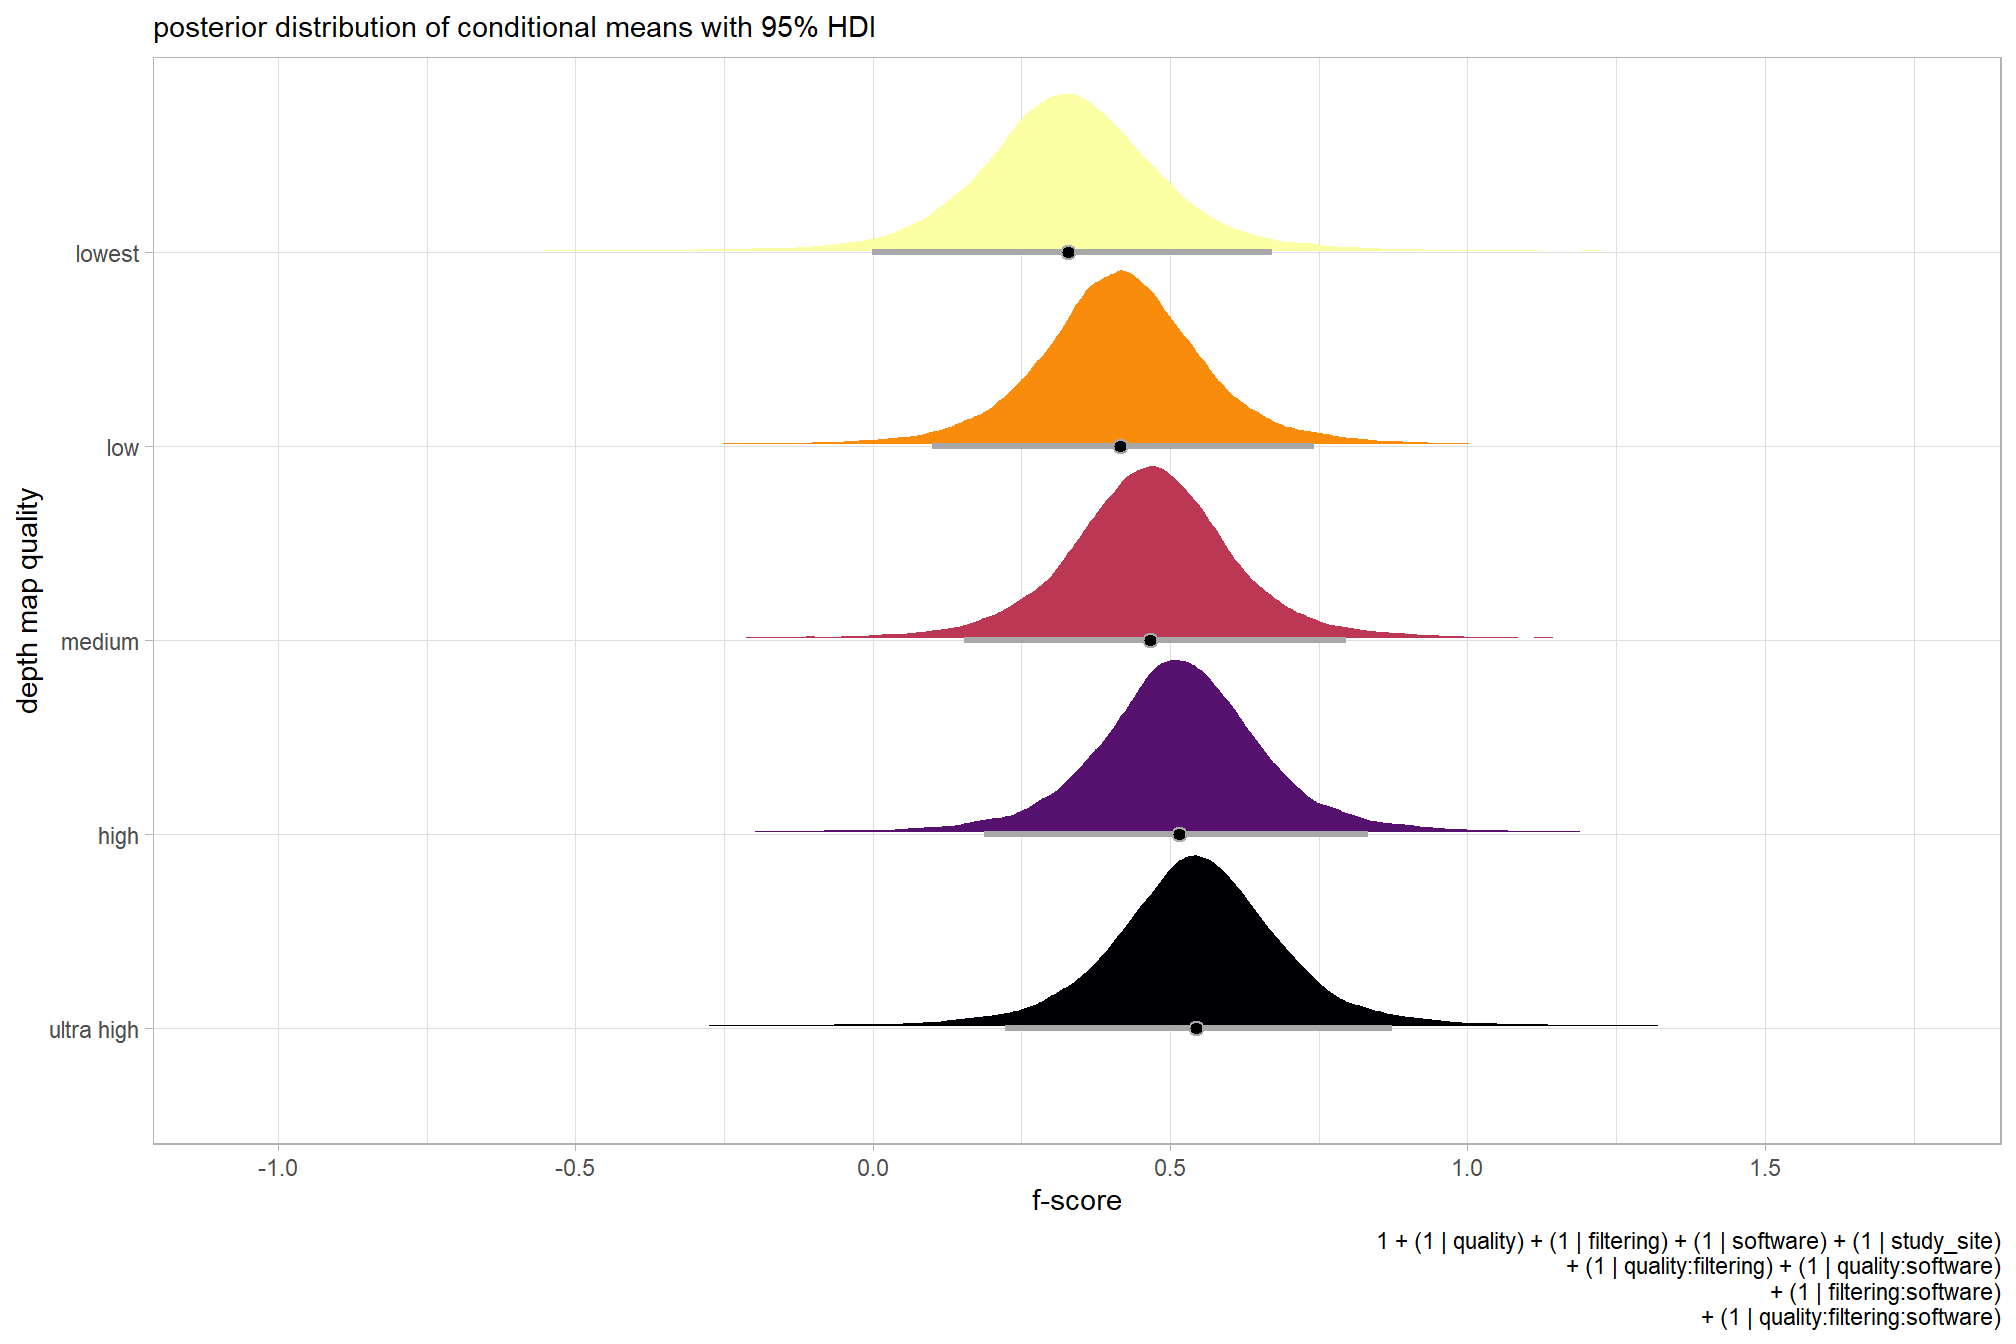 posterior distribution of conditional means with 95% HDI
depth map quality
lowest
low
medium
high
ultra high
-1.0 -0.5 0.0 0.5 1.0 1.5
f-score
1 + (1 | quality) + (1 | filtering) + (1 | software) + (1 | study_site)
+ (1 | quality:filtering) + (1 | quality:software)
+ (1 | filtering:software)
+ (1 | quality:filtering:software)